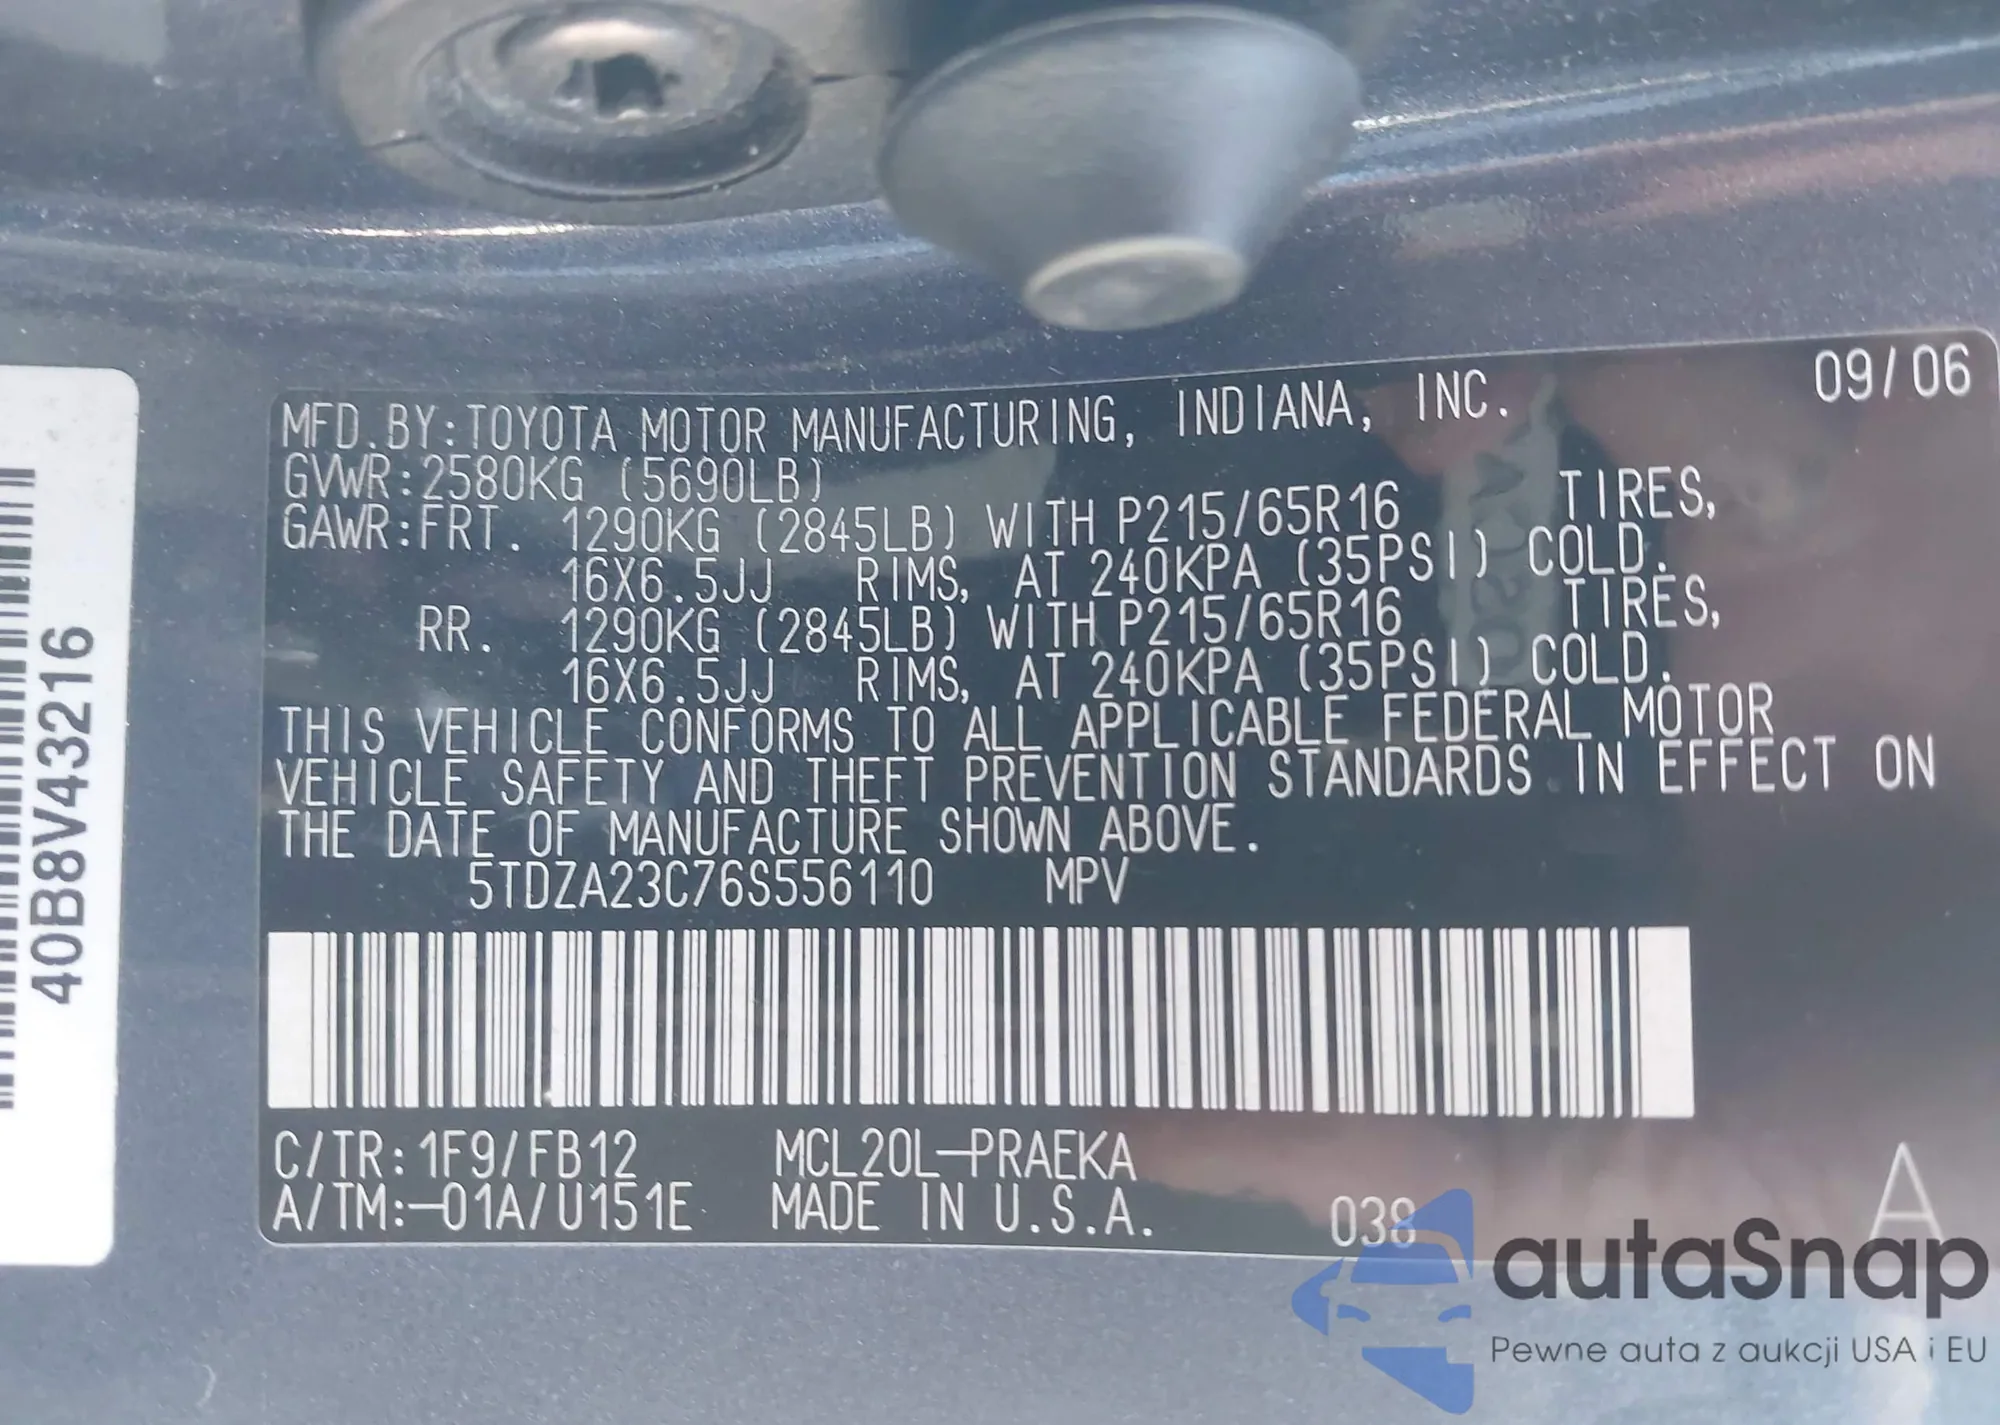 09/06
MFD.BY:TOYOTA MOTOR MANUFACTURING, INDIANA, INC.
GVWR:2580KG (5690LB)
GAWR:FRT. 1290KG (2845LB) WITH P215/65R16 TIRES,
16X6.5JJ RIMS, AT 240KPA (35PSI) COLD.
RR. 1290KG (2845LB) WITH P215/65R16 TIRES,
16X6.5JJ RIMS, AT 240KPA (35PSI) COLD.
THIS VEHICLE CONFORMS TO ALL APPLICABLE FEDERAL MOTOR
VEHICLE SAFETY AND THEFT PREVENTION STANDARDS IN EFFECT ON
THE DATE OF MANUFACTURE SHOWN ABOVE.
5TDZA23C76S556110 MPV
C/TR:1F9/FB12 MCL20L-PRAEKA
A/TM:-01A/U151E MADE IN U.S.A. 038 A
40B8V43216
autaSnap
Pewne auta z aukcji USA i EU